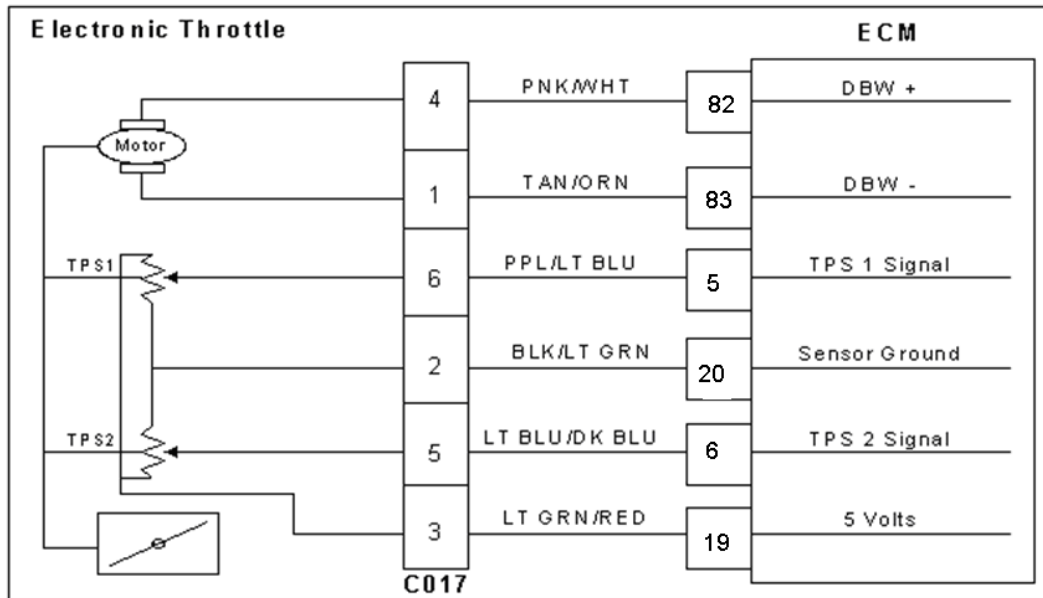 Electronic Throttle
ECM
4 PNK/WHT 82 DBW +
Motor
1 TAN/ORN 83 DBW -
TPS1 6 PPL/LT BLU 5 TPS 1 Signal
2 BLK/LT GRN 20 Sensor Ground
TPS2 5 LT BLU/DK BLU 6 TPS 2 Signal
3 LT GRN/RED 19 5 Volts
C017